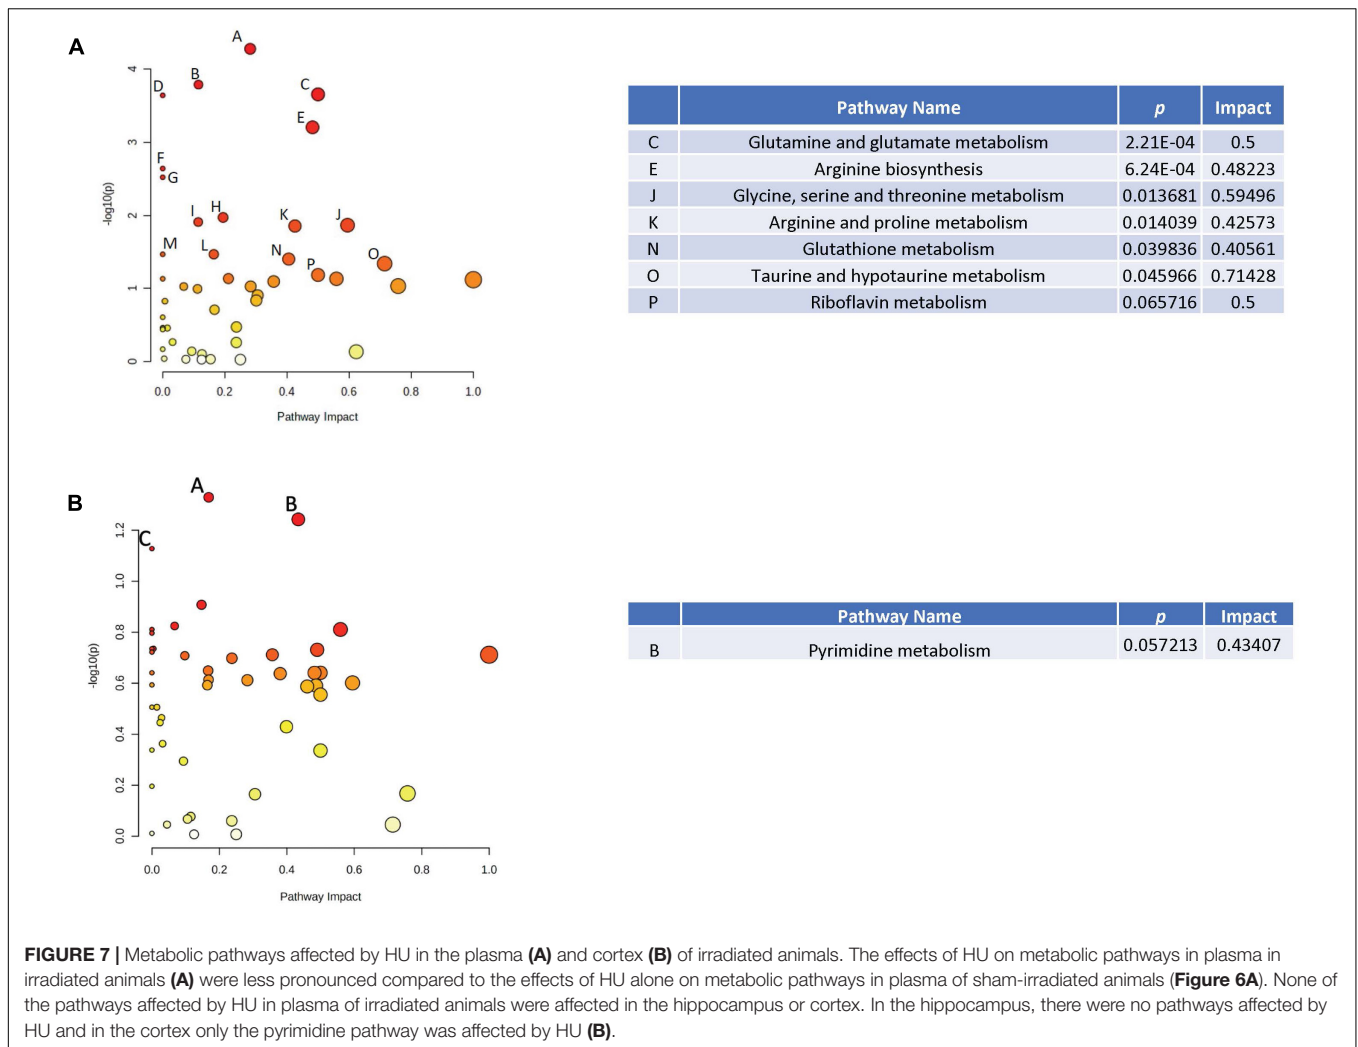 A
-log10(p)
4
3
2
1
0
A
B
C
D
E
F
G
H
I
J
K
L
M
N
O
P
0.0 0.2 0.4 0.6 0.8 1.0
Pathway Impact
Pathway Name p Impact
C Glutamine and glutamate metabolism 2.21E-04 0.5
E Arginine biosynthesis 6.24E-04 0.48223
J Glycine, serine and threonine metabolism 0.013681 0.59496
K Arginine and proline metabolism 0.014039 0.42573
N Glutathione metabolism 0.039836 0.40561
O Taurine and hypotaurine metabolism 0.045966 0.71428
P Riboflavin metabolism 0.065716 0.5
B
-log10(p)
1.2
1.0
0.8
0.6
0.4
0.2
0.0
A
B
C
0.0 0.2 0.4 0.6 0.8 1.0
Pathway Impact
Pathway Name p Impact
B Pyrimidine metabolism 0.057213 0.43407
FIGURE 7 | Metabolic pathways affected by HU in the plasma (A) and cortex (B) of irradiated animals. The effects of HU on metabolic pathways in plasma in
irradiated animals (A) were less pronounced compared to the effects of HU alone on metabolic pathways in plasma of sham-irradiated animals (Figure 6A). None of
the pathways affected by HU in plasma of irradiated animals were affected in the hippocampus or cortex. In the hippocampus, there were no pathways affected by
HU and in the cortex only the pyrimidine pathway was affected by HU (B).